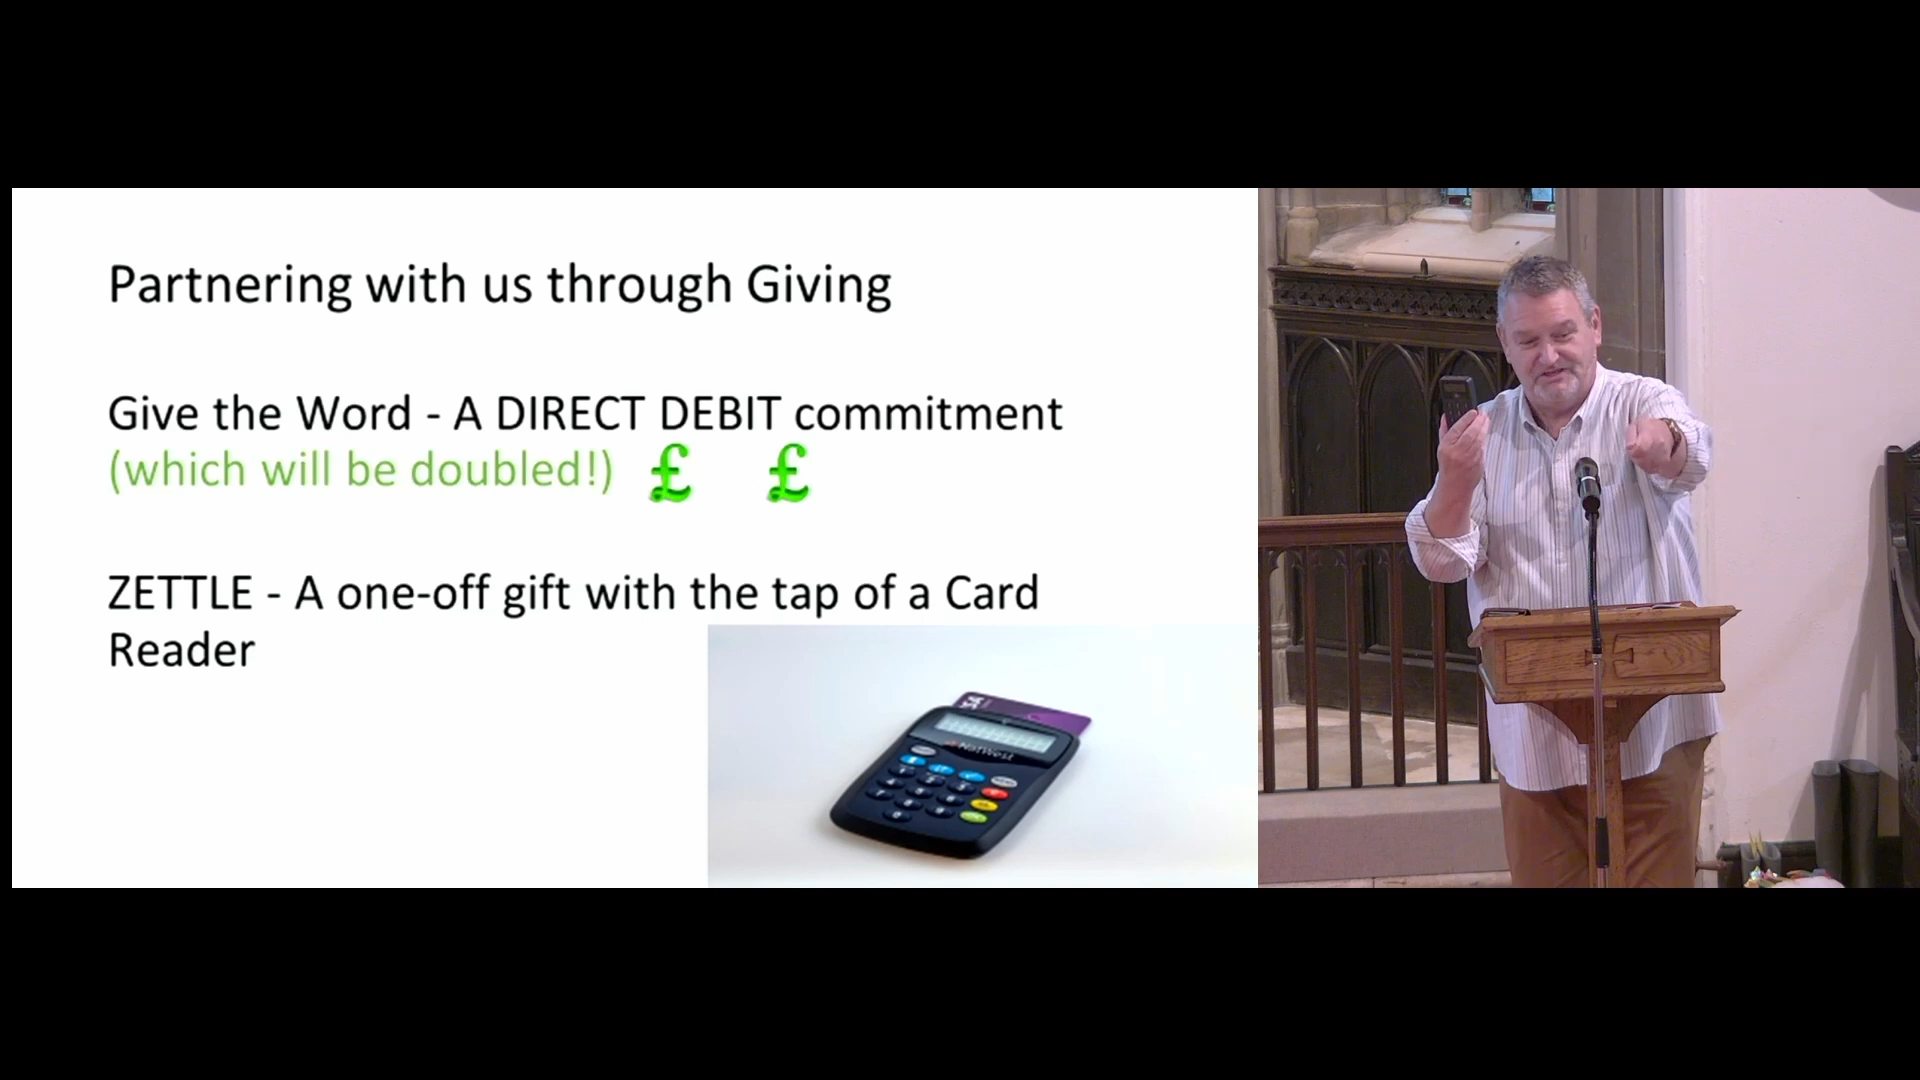 Partnering with us through Giving
Give the Word - A DIRECT DEBIT commitment
(which will be doubled!) £ £
ZETTLE - A one-off gift with the tap of a Card
Reader
NatWest